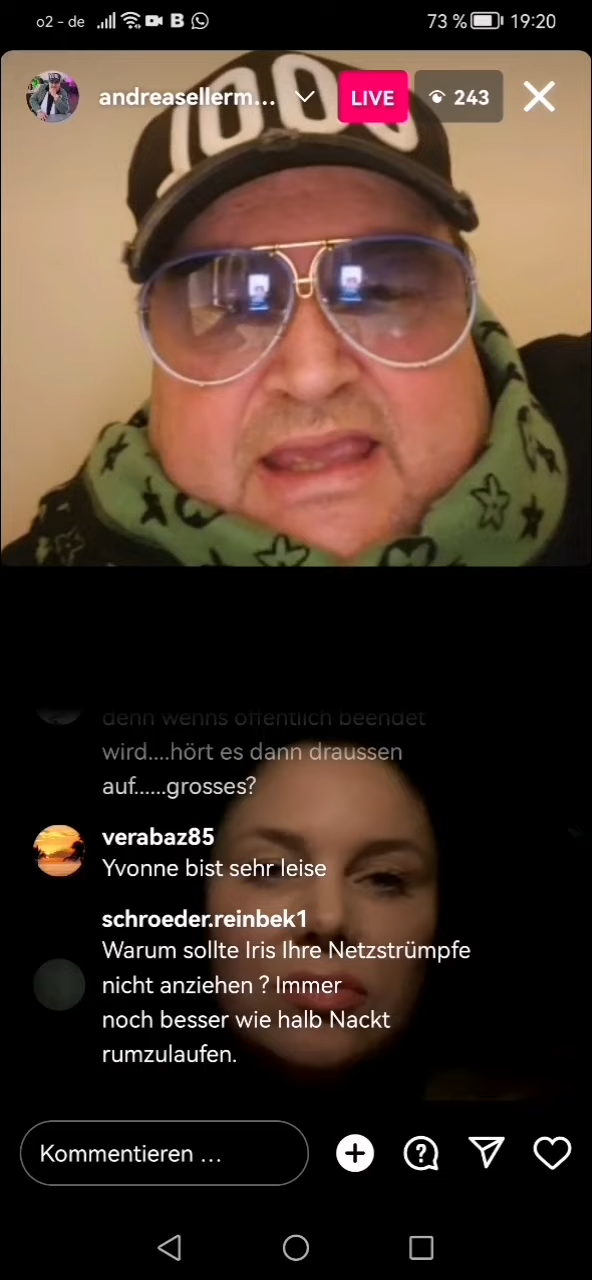 o2 – de
B
73 %
19:20
1000
andreasellerm...
LIVE
243
denn wenns öffentlich beendet
wird....hört es dann draussen
auf......grosses?
verabaz85
Yvonne bist sehr leise
schroeder.reinbek1
Warum sollte Iris Ihre Netzstrümpfe
nicht anziehen ? Immer
noch besser wie halb Nackt
rumzulaufen.
Kommentieren ...